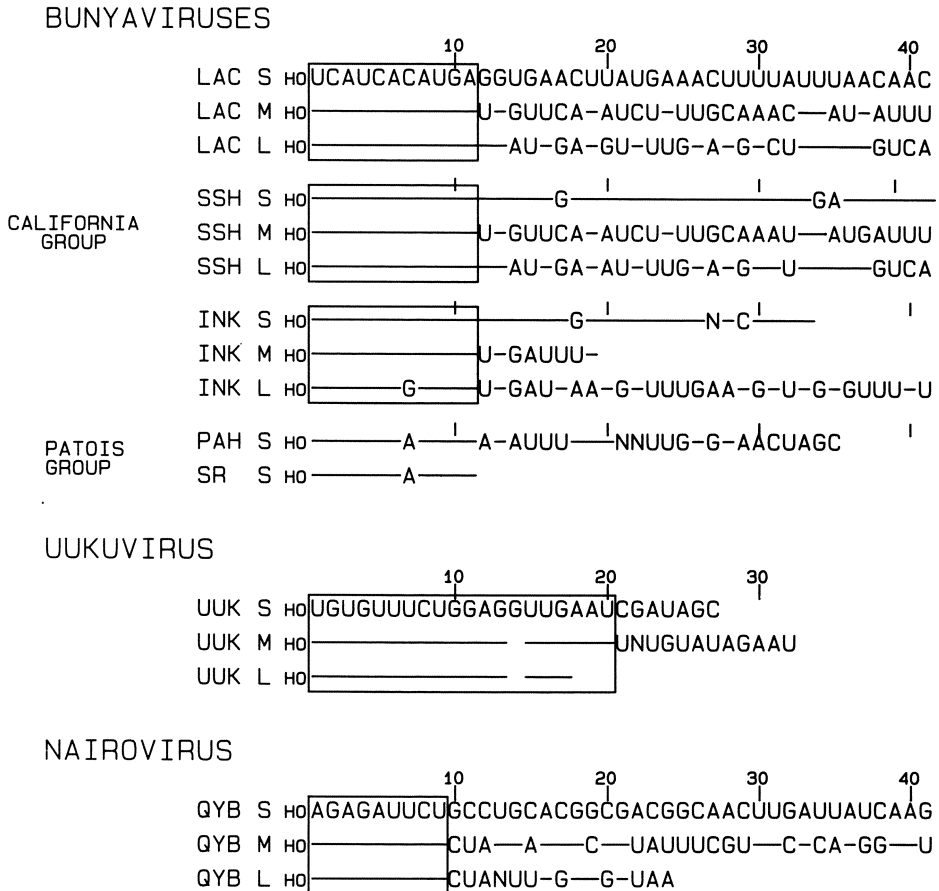 BUNYAVIRUSES
10 20 30 40
LAC S HO UCAUCACAUGAGGUGAACUUAUGAAACUUUUAUUUAACAAC
LAC M HO ———U-GUUCA-AUCU-UUGCAAAC—AU-AUUU
LAC L HO ———AU-GA-GU-UUG-A-G-CU——GUCA
CALIFORNIA GROUP
SSH S HO ———G———GA———
SSH M HO ———U-GUUCA-AUCU-UUGCAAAU—AUGAUUU
SSH L HO ———AU-GA-AU-UUG-A-G—U——GUCA
INK S HO ———G———N-C——
INK M HO ———U-GAUUU-
INK L HO ——G——U-GAU-AA-G-UUUGAA-G-U-G-GUUU-U
PATOIS GROUP
PAH S HO ——A——A-AUUU——NNUUG-G-AACUAGC
SR S HO ——A——
UUKUVIRUS
10 20 30
UUK S HO UGUGUUUCUGGAGGUUGAAUCGAUAGC
UUK M HO ——— ——UNUGUAUAGAAU
UUK L HO ——— —
NAIROVIRUS
10 20 30 40
QYB S HO AGAGAUUCUGCCUGCACGGCGACGGCAACUUGAUUAUCAAG
QYB M HO ———CUA—A—C—UAUUUCGU—C-CA-GG—U
QYB L HO ———CUANUU-G—G-UAA